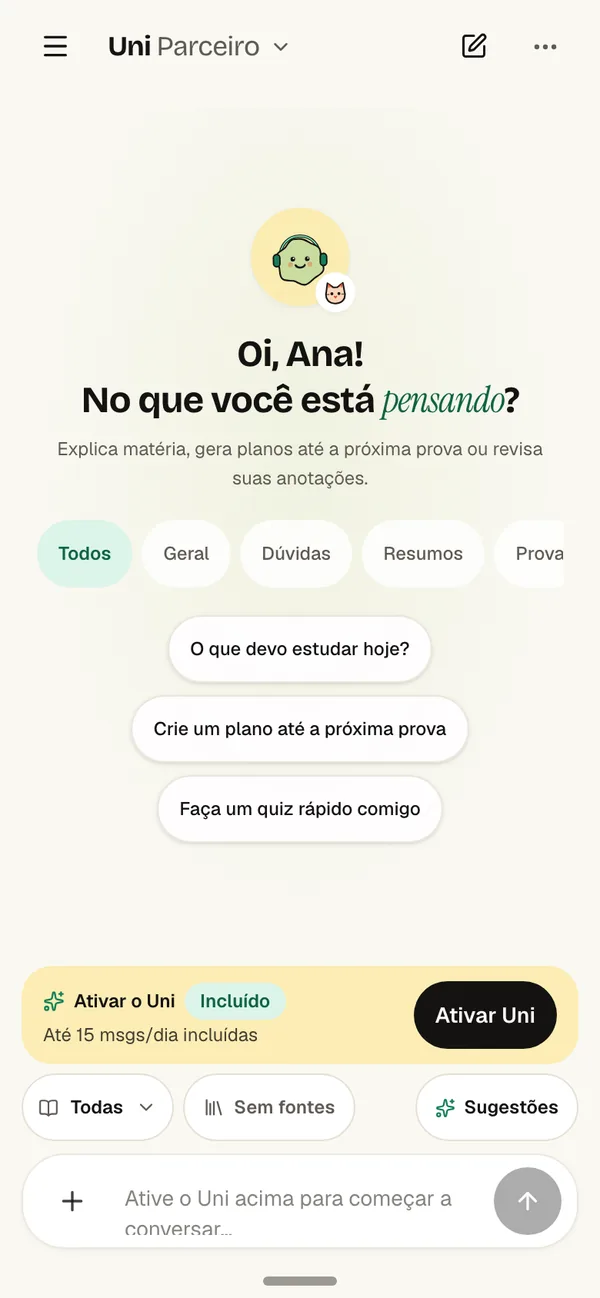 Uni Parceiro
Oi, Ana!
No que você está pensando?
Explica matéria, gera planos até a próxima prova ou revisa
suas anotações.
Todos
Geral
Dúvidas
Resumos
Prova
O que devo estudar hoje?
Crie um plano até a próxima prova
Faça um quiz rápido comigo
Ativar o Uni
Incluído
Até 15 msgs/dia incluídas
Ativar Uni
Todas
Sem fontes
Sugestões
Ative o Uni acima para começar a
conversar...